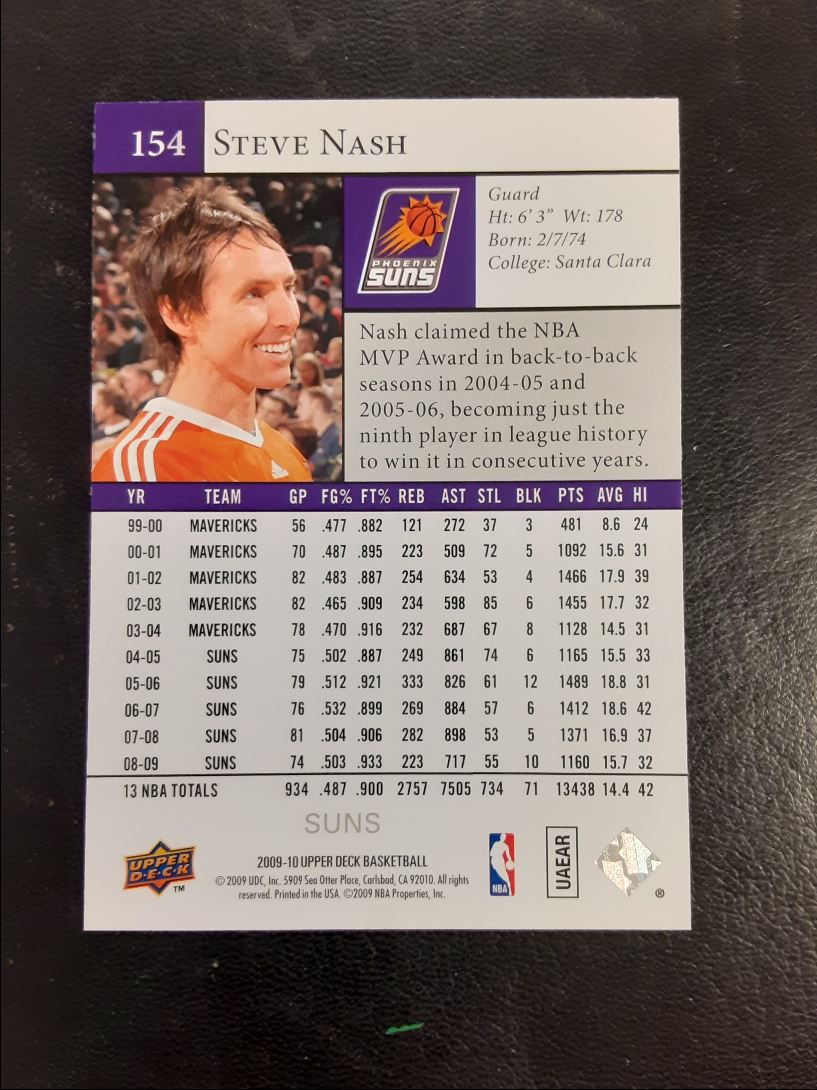 154 STEVE NASH
PHOENIX
SUNS
Guard
Ht: 6' 3" Wt: 178
Born: 2/7/74
College: Santa Clara
Nash claimed the NBA
MVP Award in back-to-back
seasons in 2004-05 and
2005-06, becoming just the
ninth player in league history
to win it in consecutive years.
YR TEAM GP FG% FT% REB AST STL BLK PTS AVG HI
99-00 MAVERICKS 56 .477 .882 121 272 37 3 481 8.6 24
00-01 MAVERICKS 70 .487 .895 223 509 72 5 1092 15.6 31
01-02 MAVERICKS 82 .483 .887 254 634 53 4 1466 17.9 39
02-03 MAVERICKS 82 .465 .909 234 598 85 6 1455 17.7 32
03-04 MAVERICKS 78 .470 .916 232 687 67 8 1128 14.5 31
04-05 SUNS 75 .502 .887 249 861 74 6 1165 15.5 33
05-06 SUNS 79 .512 .921 333 826 61 12 1489 18.8 31
06-07 SUNS 76 .532 .899 269 884 57 6 1412 18.6 42
07-08 SUNS 81 .504 .906 282 898 53 5 1371 16.9 37
08-09 SUNS 74 .503 .933 223 717 55 10 1160 15.7 32
13 NBA TOTALS 934 .487 .900 2757 7505 734 71 13438 14.4 42
SUNS
UPPER
D·E·C·K
TM
2009-10 UPPER DECK BASKETBALL
© 2009 UDC, Inc. 5909 Sea Otter Place, Carlsbad, CA 92010. All rights
reserved. Printed in the USA. ©2009 NBA Properties, Inc.
NBA
UAEAR
®